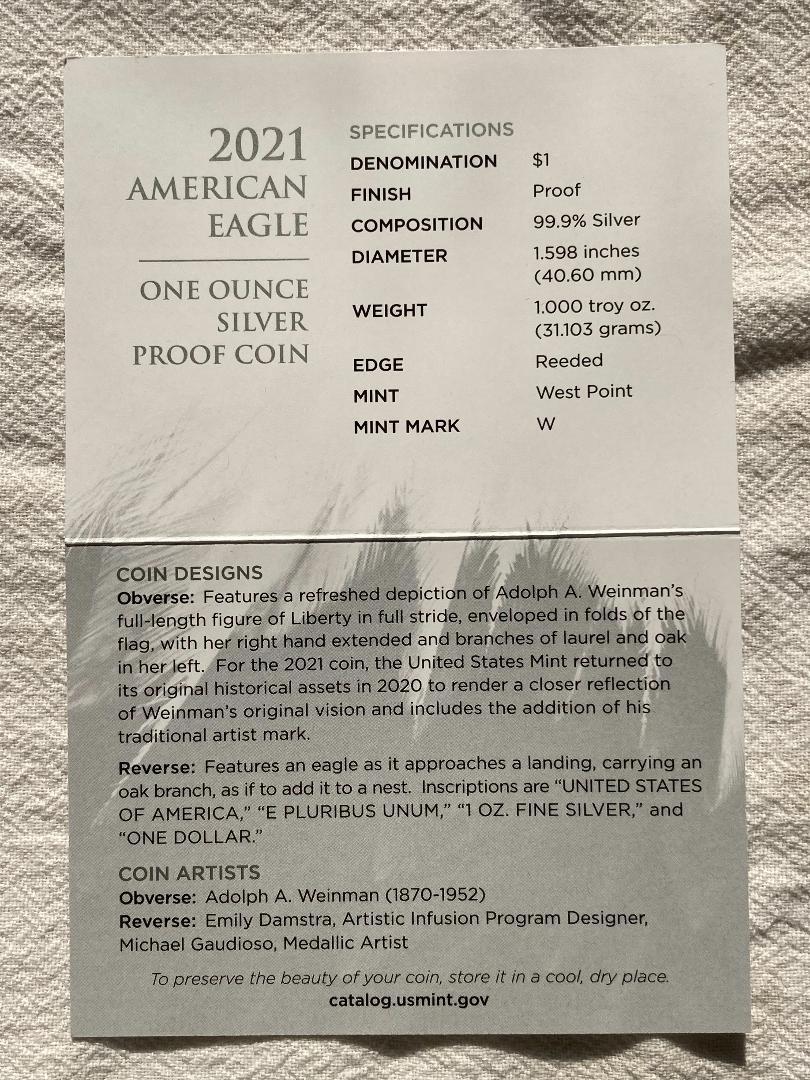 2021
AMERICAN
EAGLE
ONE OUNCE
SILVER
PROOF COIN
SPECIFICATIONS
DENOMINATION $1
FINISH Proof
COMPOSITION 99.9% Silver
DIAMETER 1.598 inches
(40.60 mm)
WEIGHT 1.000 troy oz.
(31.103 grams)
EDGE Reeded
MINT West Point
MINT MARK W
COIN DESIGNS
Obverse: Features a refreshed depiction of Adolph A. Weinman's
full-length figure of Liberty in full stride, enveloped in folds of the
flag, with her right hand extended and branches of laurel and oak
in her left. For the 2021 coin, the United States Mint returned to
its original historical assets in 2020 to render a closer reflection
of Weinman's original vision and includes the addition of his
traditional artist mark.
Reverse: Features an eagle as it approaches a landing, carrying an
oak branch, as if to add it to a nest. Inscriptions are “UNITED STATES
OF AMERICA,” “E PLURIBUS UNUM,” “1 OZ. FINE SILVER,” and
“ONE DOLLAR.”
COIN ARTISTS
Obverse: Adolph A. Weinman (1870-1952)
Reverse: Emily Damstra, Artistic Infusion Program Designer,
Michael Gaudioso, Medallic Artist
To preserve the beauty of your coin, store it in a cool, dry place.
catalog.usmint.gov